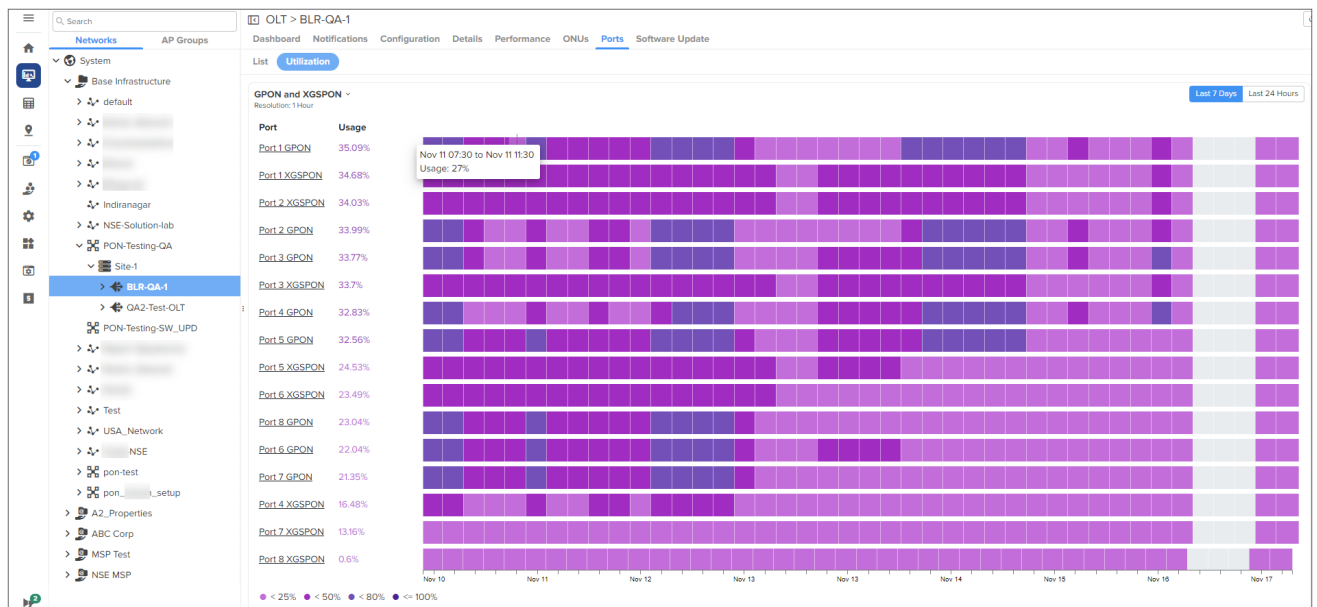 OLT > BLR-QA-1
Search
Networks AP Groups
Dashboard Notifications Configuration Details Performance ONUs Ports Software Update
System
Base Infrastructure
default
Indiranagar
NSE-Solution-lab
PON-Testing-QA
Site-1
BLR-QA-1
QA2-Test-OLT
PON-Testing-SW_UPD
Test
USA_Network
NSE
pon-test
pon_ _setup
A2_Properties
ABC Corp
MSP Test
NSE MSP
1
$
2
List Utilization
GPON and XGSPON
Resolution: 1 Hour
Last 7 Days Last 24 Hours
Port Usage
Port 1 GPON 35.09%
Nov 11 07:30 to Nov 11 11:30
Usage: 27%
Port 1 XGSPON 34.68%
Port 2 XGSPON 34.03%
Port 2 GPON 33.99%
Port 3 GPON 33.77%
Port 3 XGSPON 33.7%
Port 4 GPON 32.83%
Port 5 GPON 32.56%
Port 5 XGSPON 24.53%
Port 6 XGSPON 23.49%
Port 8 GPON 23.04%
Port 6 GPON 22.04%
Port 7 GPON 21.35%
Port 4 XGSPON 16.48%
Port 7 XGSPON 13.16%
Port 8 XGSPON 0.6%
Nov 10 Nov 11 Nov 12 Nov 13 Nov 13 Nov 14 Nov 15 Nov 16 Nov 17
< 25% < 50% < 80% <= 100%